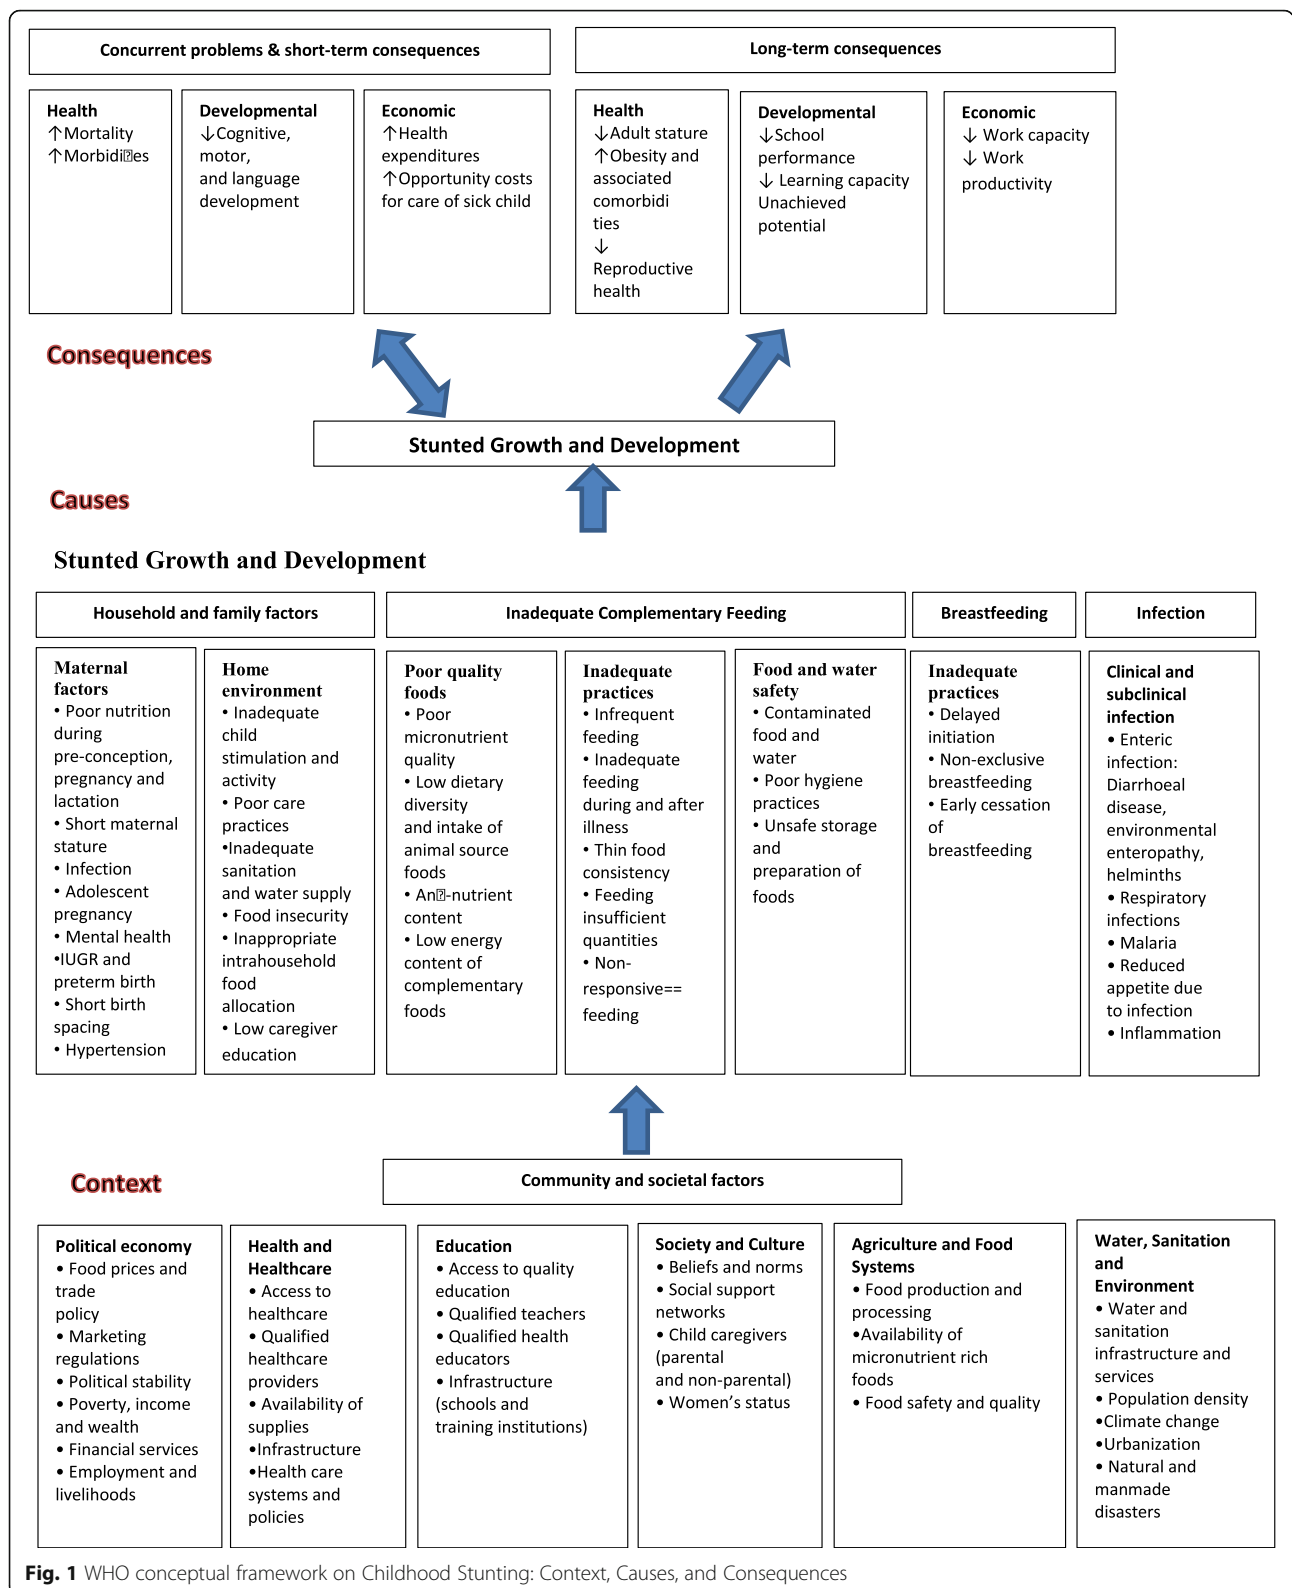 Concurrent problems & short-term consequences
Long-term consequences
Health
↑Mortality
↑Morbidi⍰es
Developmental
↓Cognitive,
motor,
and language
development
Economic
↑Health
expenditures
↑Opportunity costs
for care of sick child
Health
↓Adult stature
↑Obesity and
associated
comorbidi
ties
↓
Reproductive
health
Developmental
↓School
performance
↓ Learning capacity
Unachieved
potential
Economic
↓ Work capacity
↓ Work
productivity
Consequences
Stunted Growth and Development
Causes
Stunted Growth and Development
Household and family factors
Inadequate Complementary Feeding
Breastfeeding
Infection
Maternal
factors
• Poor nutrition
during
pre-conception,
pregnancy and
lactation
• Short maternal
stature
• Infection
• Adolescent
pregnancy
• Mental health
•IUGR and
preterm birth
• Short birth
spacing
• Hypertension
Home
environment
• Inadequate
child
stimulation and
activity
• Poor care
practices
•Inadequate
sanitation
and water supply
• Food insecurity
• Inappropriate
intrahousehold
food
allocation
• Low caregiver
education
Poor quality
foods
• Poor
micronutrient
quality
• Low dietary
diversity
and intake of
animal source
foods
• An⍰-nutrient
content
• Low energy
content of
complementary
foods
Inadequate
practices
• Infrequent
feeding
• Inadequate
feeding
during and after
illness
• Thin food
consistency
• Feeding
insufficient
quantities
• Non-
responsive==
feeding
Food and water
safety
• Contaminated
food and
water
• Poor hygiene
practices
• Unsafe storage
and
preparation of
foods
Inadequate
practices
• Delayed
initiation
• Non-exclusive
breastfeeding
• Early cessation
of
breastfeeding
Clinical and
subclinical
infection
• Enteric
infection:
Diarrhoeal
disease,
environmental
enteropathy,
helminths
• Respiratory
infections
• Malaria
• Reduced
appetite due
to infection
• Inflammation
Context
Community and societal factors
Political economy
• Food prices and
trade
policy
• Marketing
regulations
• Political stability
• Poverty, income
and wealth
• Financial services
• Employment and
livelihoods
Health and
Healthcare
• Access to
healthcare
• Qualified
healthcare
providers
• Availability of
supplies
•Infrastructure
•Health care
systems and
policies
Education
• Access to quality
education
• Qualified teachers
• Qualified health
educators
• Infrastructure
(schools and
training institutions)
Society and Culture
• Beliefs and norms
• Social support
networks
• Child caregivers
(parental
and non-parental)
• Women’s status
Agriculture and Food
Systems
• Food production and
processing
•Availability of
micronutrient rich
foods
• Food safety and quality
Water, Sanitation
and
Environment
• Water and
sanitation
infrastructure and
services
• Population density
•Climate change
•Urbanization
• Natural and
manmade
disasters
Fig. 1 WHO conceptual framework on Childhood Stunting: Context, Causes, and Consequences